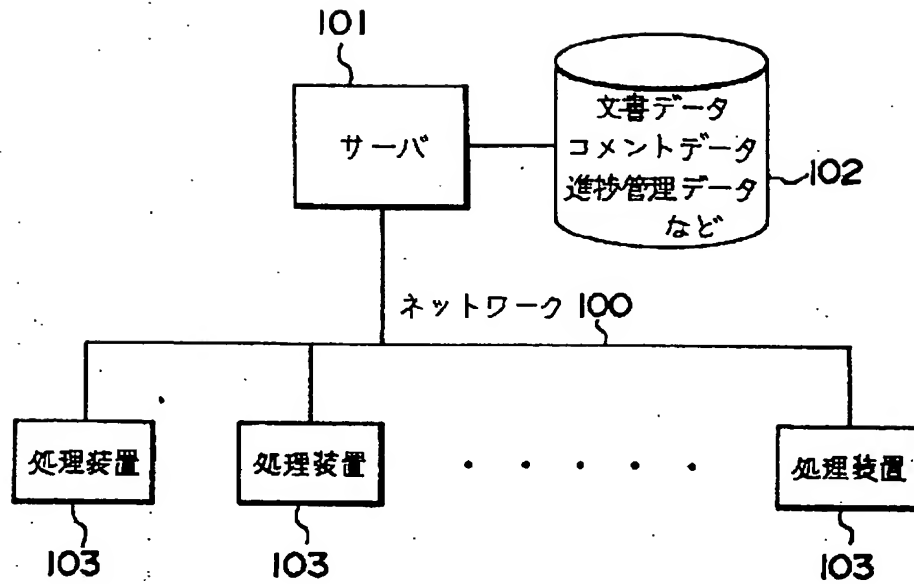 101
サーバ
文書データ
コメントデータ
進捗管理データ
など
102
ネットワーク 100
処理装置
処理装置
処理装置
103
103
103